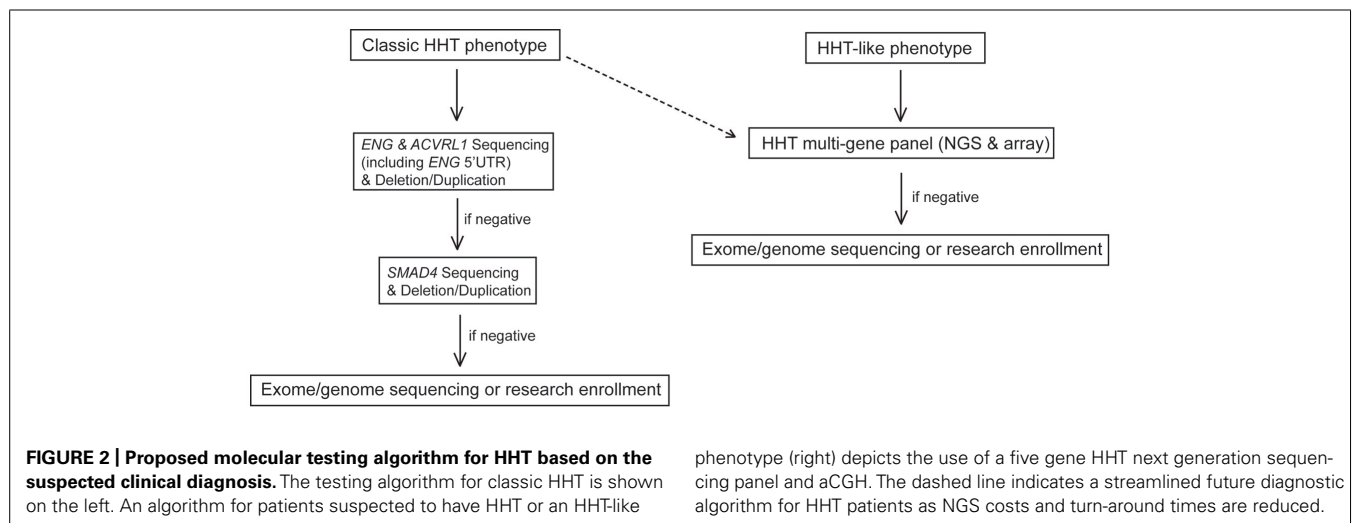 Classic HHT phenotype
ENG & ACVRL1 Sequencing
(including ENG 5'UTR)
& Deletion/Duplication
if negative
SMAD4 Sequencing
& Deletion/Duplication
if negative
Exome/genome sequencing or research enrollment
HHT-like phenotype
HHT multi-gene panel (NGS & array)
if negative
Exome/genome sequencing or research enrollment
FIGURE 2 | Proposed molecular testing algorithm for HHT based on the
suspected clinical diagnosis. The testing algorithm for classic HHT is shown
on the left. An algorithm for patients suspected to have HHT or an HHT-like
phenotype (right) depicts the use of a five gene HHT next generation sequen-
cing panel and aCGH. The dashed line indicates a streamlined future diagnostic
algorithm for HHT patients as NGS costs and turn-around times are reduced.